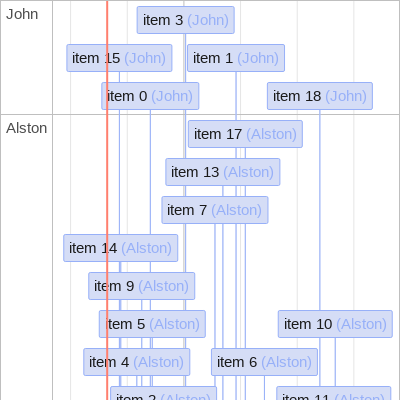 John
item 3 (John)
item 15 (John)
item 1 (John)
item 0 (John)
item 18 (John)
Alston
item 17 (Alston)
item 13 (Alston)
item 7 (Alston)
item 14 (Alston)
item 9 (Alston)
item 5 (Alston)
item 10 (Alston)
item 4 (Alston)
item 6 (Alston)
item 2 (Alston)
item 11 (Alston)